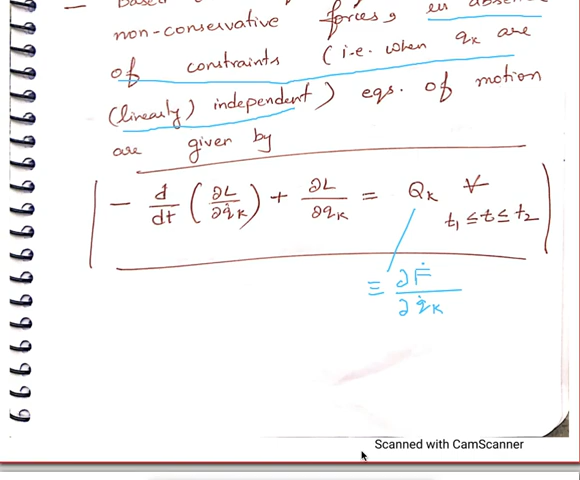 — Based
non-conservative forces, in absence
of constraints (i.e. when qₖ are
(linearly) independent) eqs. of motion
are given by
- d/dt (∂L/∂q̇ₖ) + ∂L/∂qₖ = Qₖ ∀ t₁ ≤ t ≤ t₂
≡ ∂Ḟ/∂q̇ₖ
Scanned with CamScanner